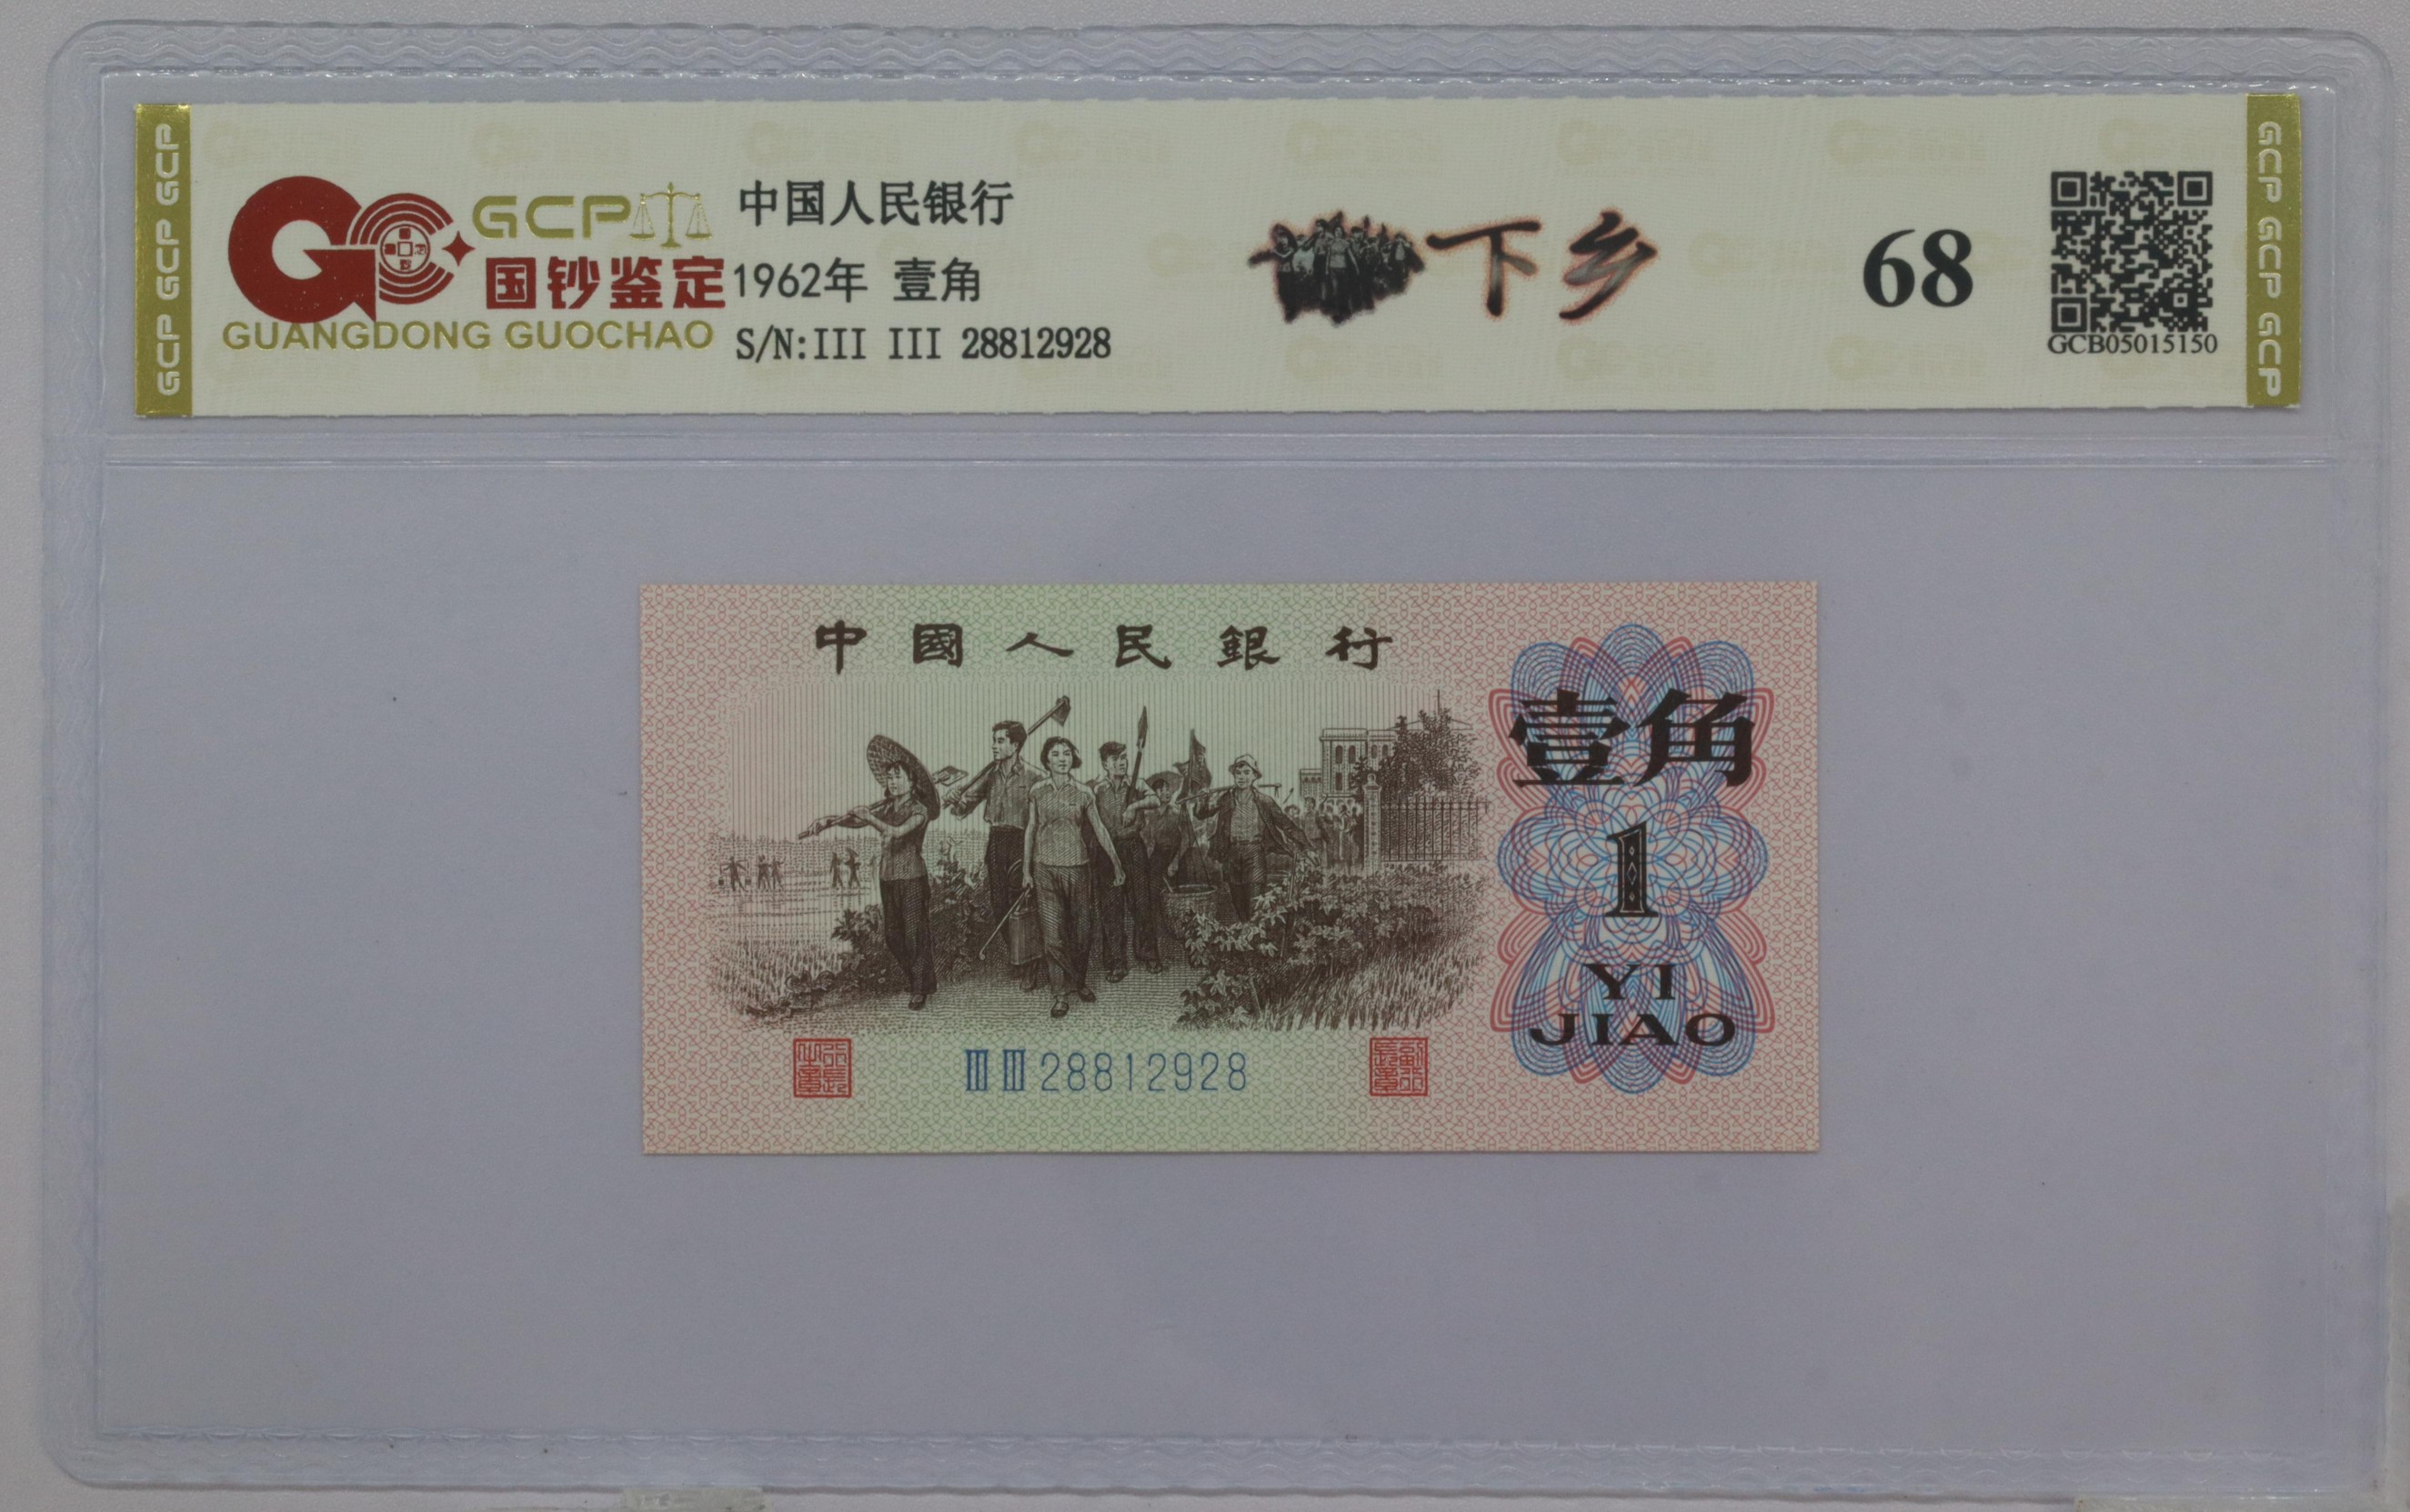 GCP GCP GCP
GCP
国钞鉴定
GUANGDONG GUOCHAO
中国人民银行
1962年 壹角
S/N:III III 28812928
下乡
68
GCB05015150
GCP GCP GCP
中國人民銀行
壹角
1
YI
JIAO
III III 28812928